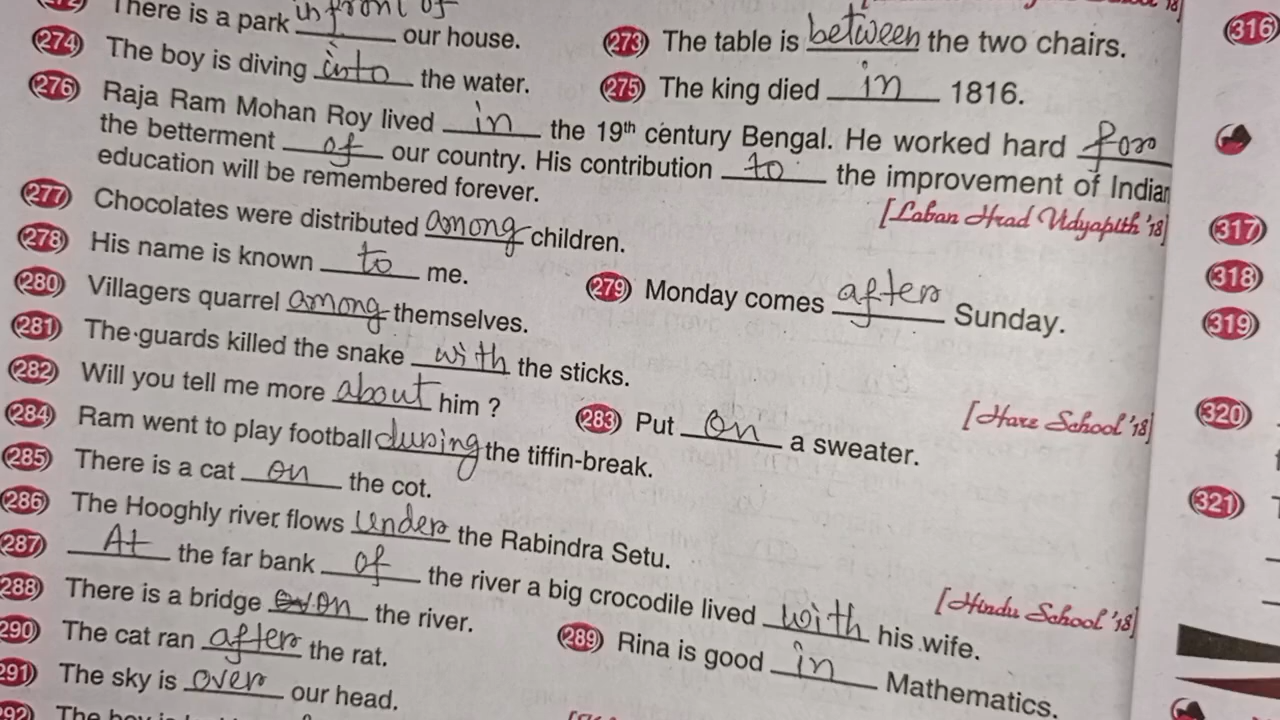 There is a park in front of our house.
(273) The table is between the two chairs.
(274) The boy is diving into the water.
(275) The king died in 1816.
(276) Raja Ram Mohan Roy lived in the 19th century Bengal. He worked hard for
the betterment of our country. His contribution to the improvement of Indian
education will be remembered forever.
[Laban Hrad Vidyapith '18]
(277) Chocolates were distributed among children.
(278) His name is known to me.
(279) Monday comes after Sunday.
(280) Villagers quarrel among themselves.
(281) The guards killed the snake with the sticks.
(282) Will you tell me more about him ?
(283) Put on a sweater.
[Hare School '18]
(284) Ram went to play football during the tiffin-break.
(285) There is a cat on the cot.
(286) The Hooghly river flows under the Rabindra Setu.
(287) At the far bank of the river a big crocodile lived with his wife.
[Hindu School '18]
(288) There is a bridge on the river.
(289) Rina is good in Mathematics.
(290) The cat ran after the rat.
(291) The sky is over our head.
(316)
(317)
(318)
(319)
(320)
(321)